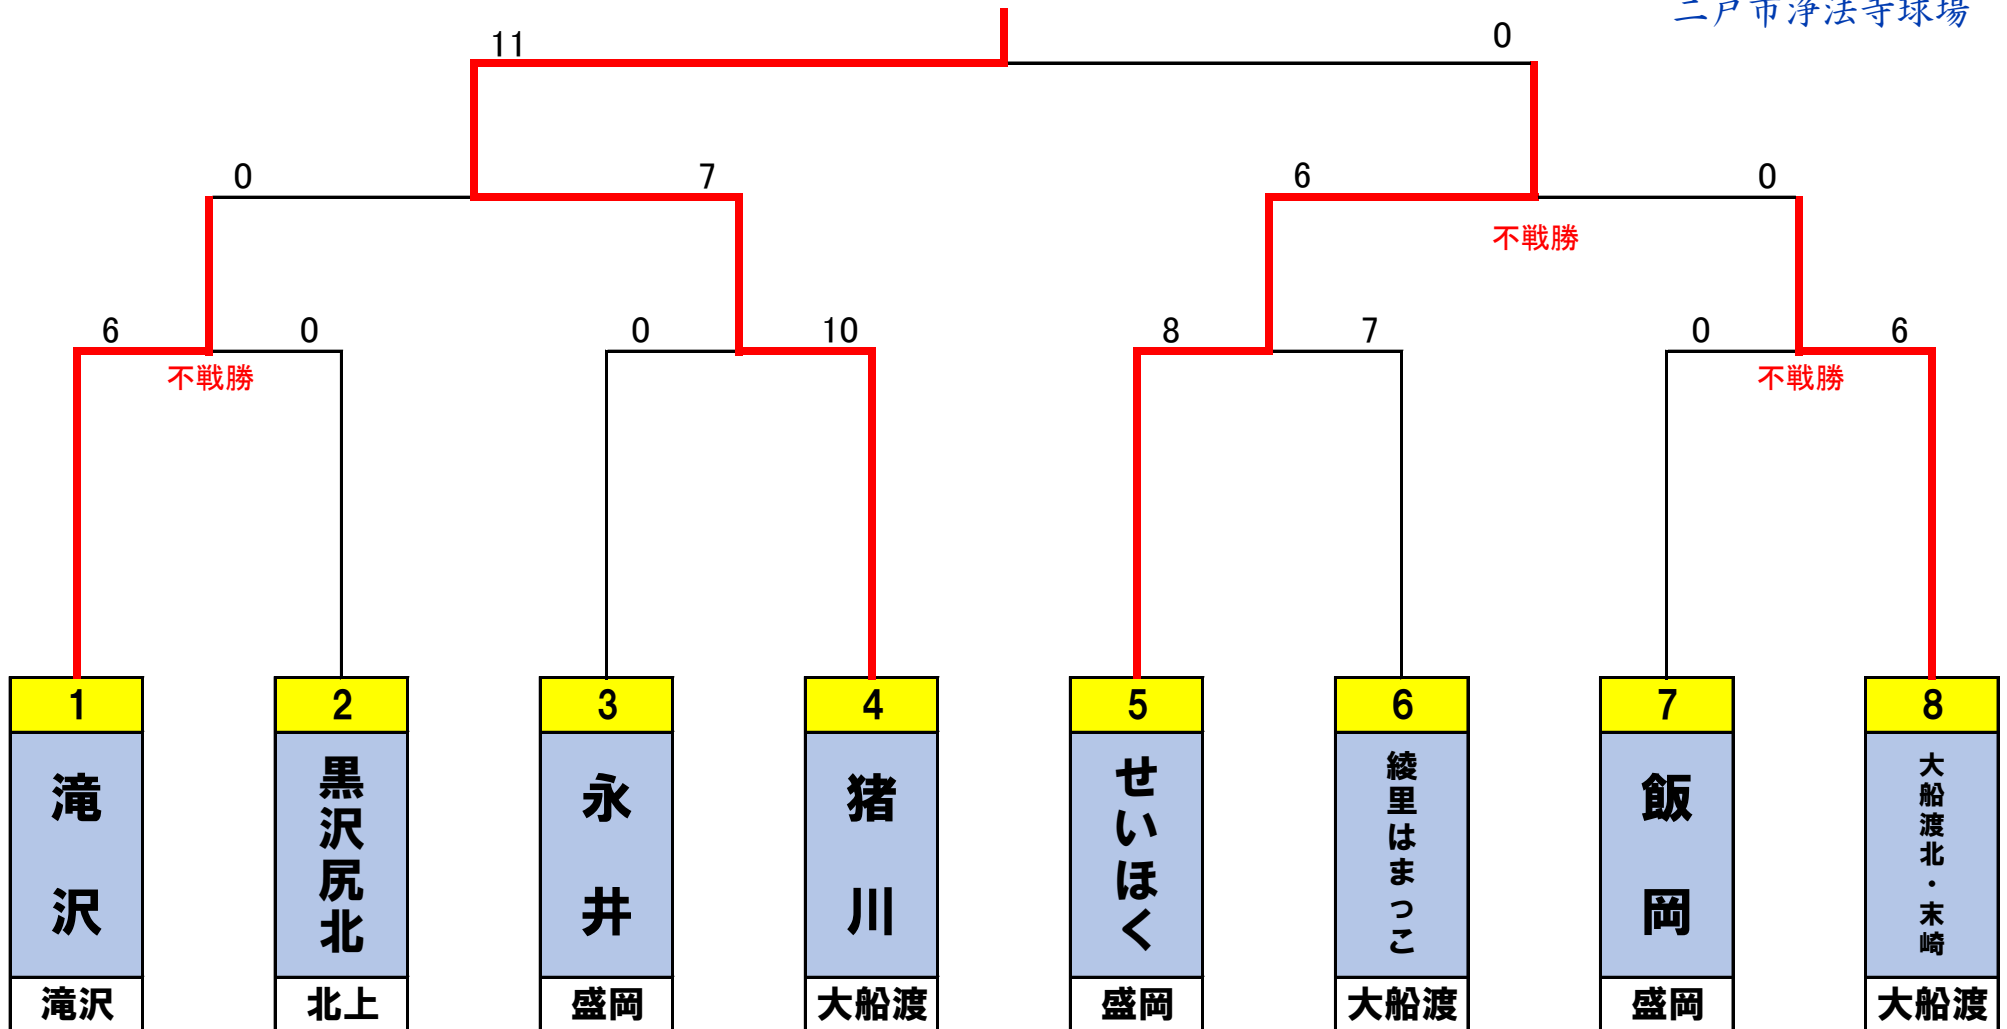 二戸市浄法寺球場
11
0
0
7
6
0
不戦勝
6
0
0
10
8
7
0
6
不戦勝
不戦勝
1
2
3
4
5
6
7
8
滝沢
黒沢尻北
永井
猪川
せいほく
綾里はまっこ
飯岡
大船渡北・末崎
滝沢
北上
盛岡
大船渡
盛岡
大船渡
盛岡
大船渡